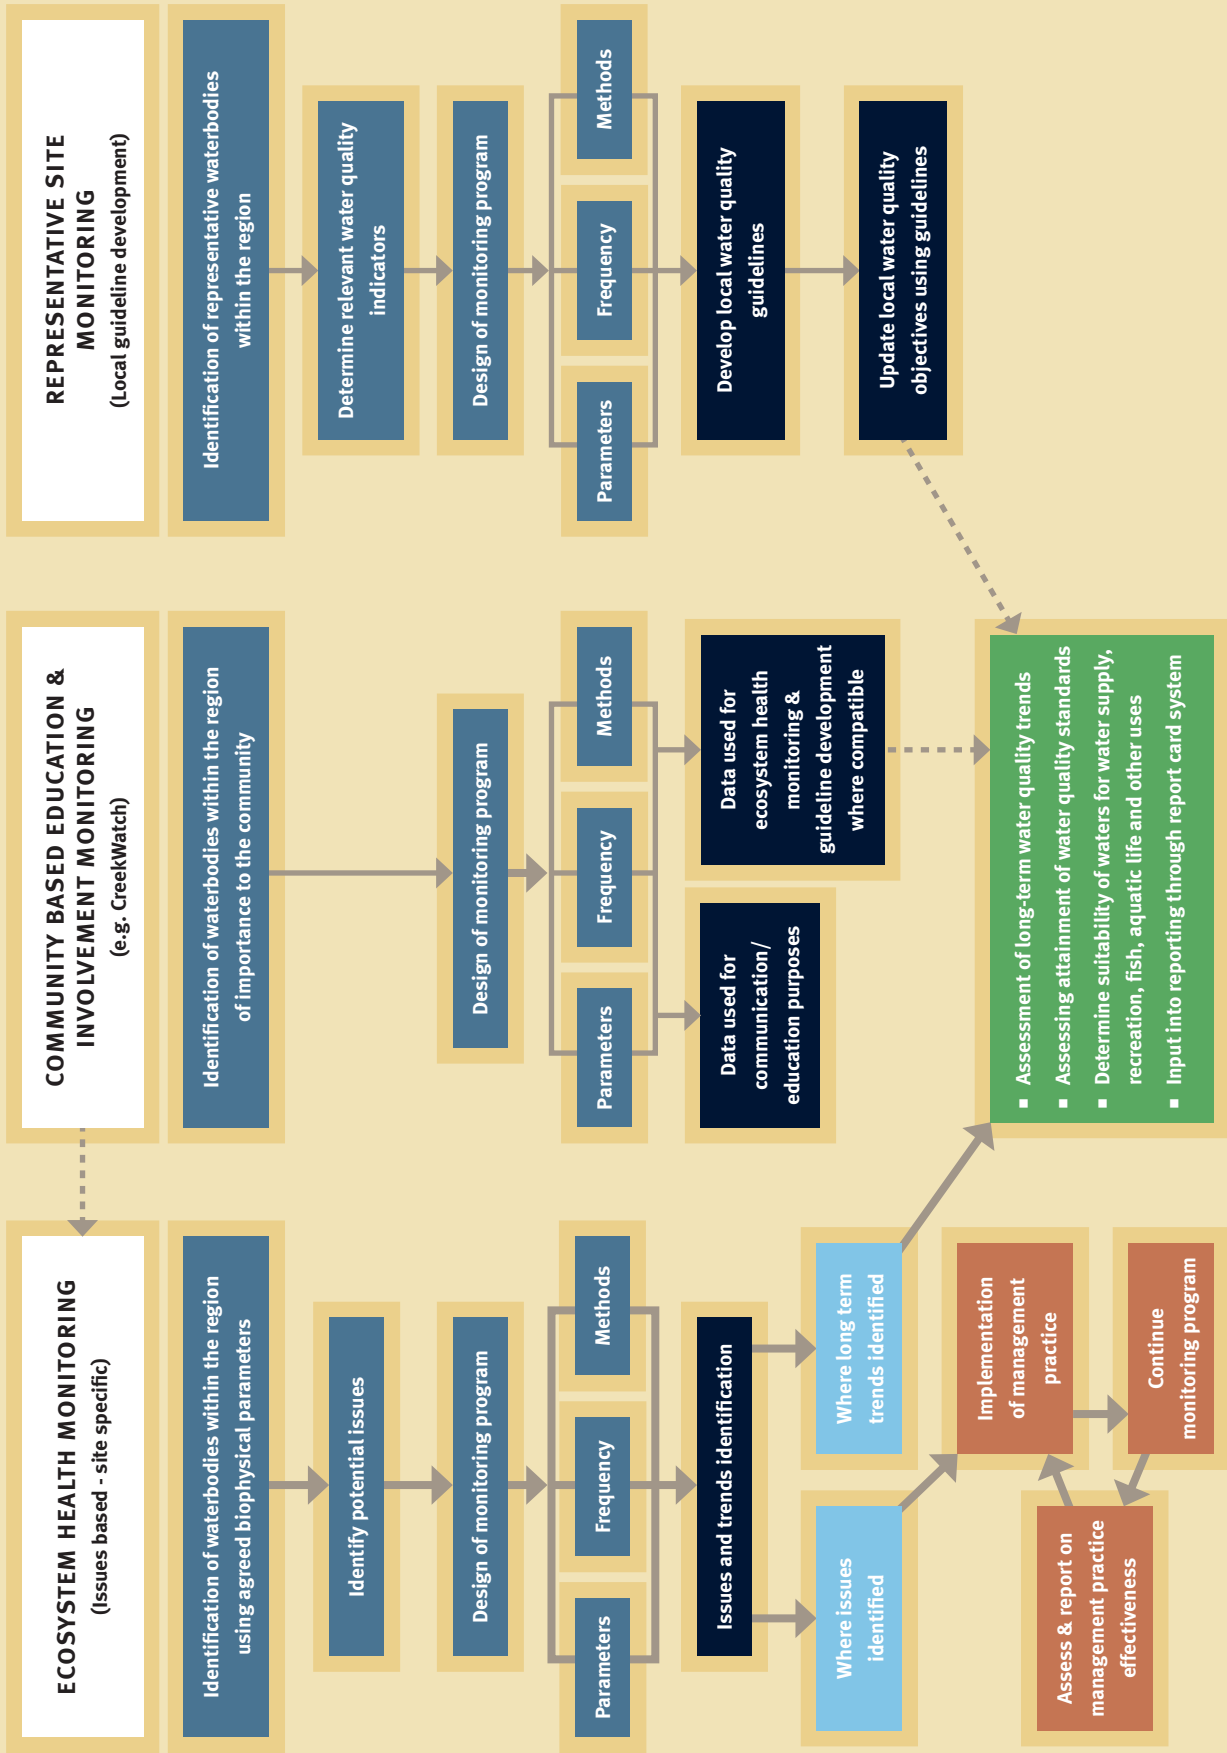 ECOSYSTEM HEALTH MONITORING
(Issues based - site specific)
Identification of waterbodies within the region
using agreed biophysical parameters
Identify potential issues
Design of monitoring program
Parameters
Frequency
Methods
Issues and trends identification
Where issues
identified
Where long term
trends identified
Implementation
of management
practice
Assess & report on
management practice
effectiveness
Continue
monitoring program
COMMUNITY BASED EDUCATION &
INVOLVEMENT MONITORING
(e.g. CreekWatch)
Identification of waterbodies within the region
of importance to the community
Design of monitoring program
Parameters
Frequency
Methods
Data used for
communication/
education purposes
Data used for
ecosystem health
monitoring &
guideline development
where compatible
REPRESENTATIVE SITE
MONITORING
(Local guideline development)
Identification of representative waterbodies
within the region
Determine relevant water quality
indicators
Design of monitoring program
Parameters
Frequency
Methods
Develop local water quality
guidelines
Update local water quality
objectives using guidelines
▪ Assessment of long-term water quality trends
▪ Assessing attainment of water quality standards
▪ Determine suitability of waters for water supply,
recreation, fish, aquatic life and other uses
▪ Input into reporting through report card system